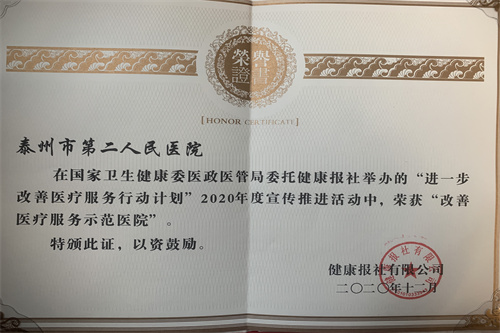 榮譽
證書
[HONOR CERTIFICATE]
泰州市第二人民医院
在国家卫生健康委医政医管局委托健康报社举办的“进一步
改善医疗服务行动计划”2020年度宣传推进活动中，荣获“改善
医疗服务示范医院”。
特颁此证，以资鼓励。
健康报社有限公司
二〇二〇年十二月